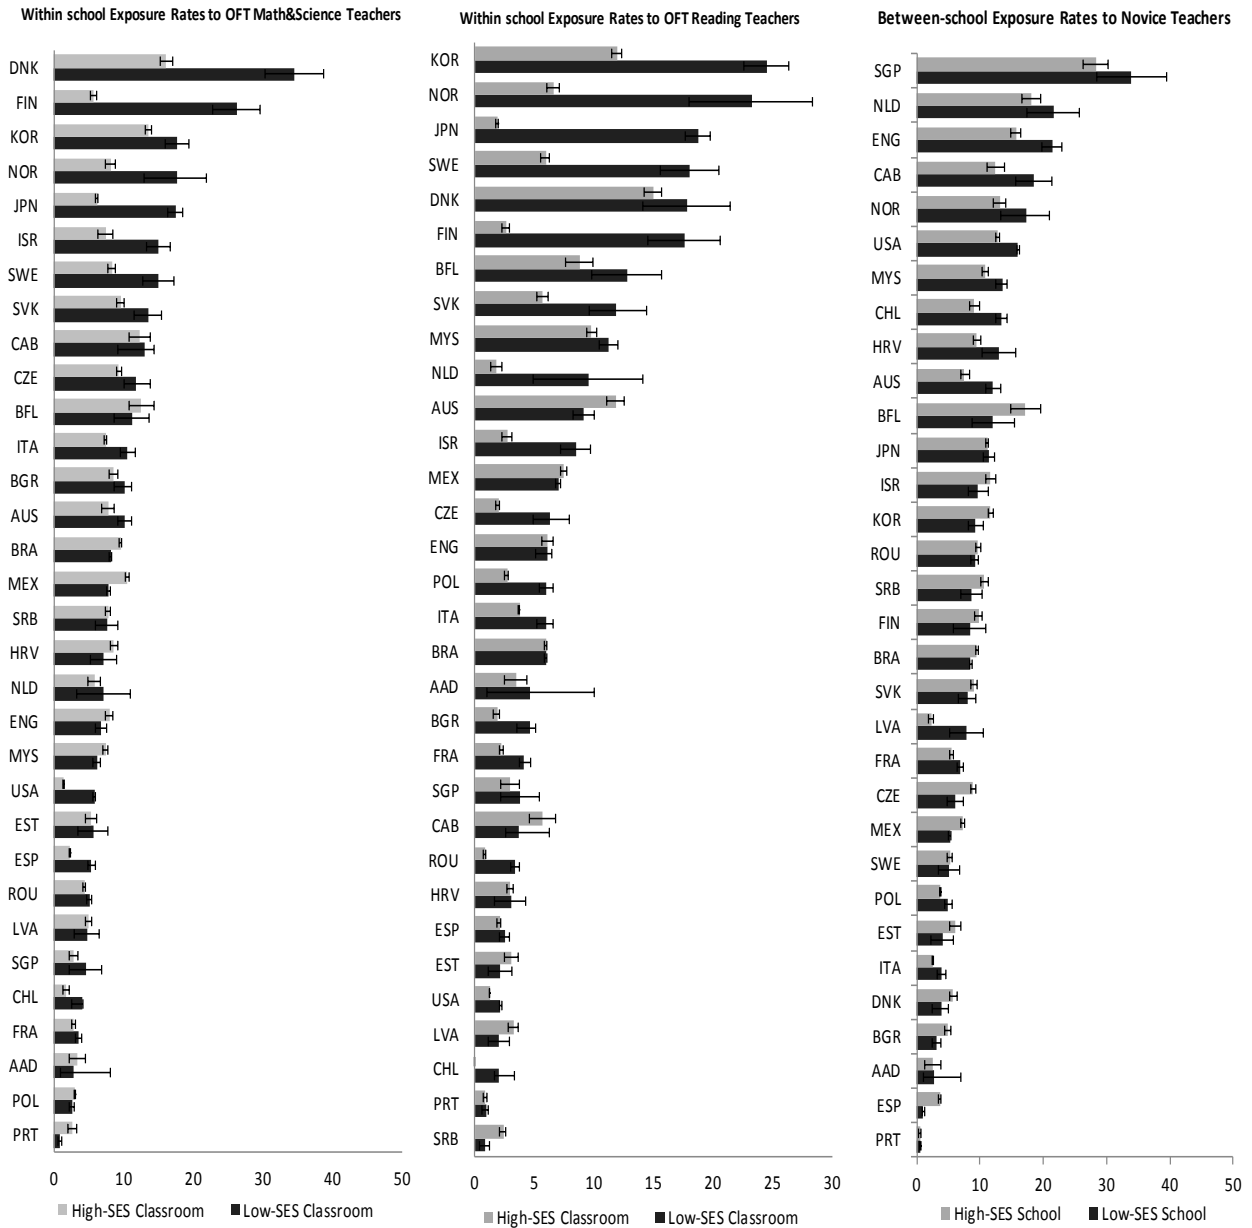 Within school Exposure Rates to OFT Math&Science Teachers
DNK
FIN
KOR
NOR
JPN
ISR
SWE
SVK
CAB
CZE
BFL
ITA
BGR
AUS
BRA
MEX
SRB
HRV
NLD
ENG
MYS
USA
EST
ESP
ROU
LVA
SGP
CHL
FRA
AAD
POL
PRT
0 10 20 30 40 50
High-SES Classroom Low-SES Classroom
Within school Exposure Rates to OFT Reading Teachers
KOR
NOR
JPN
SWE
DNK
FIN
BFL
SVK
MYS
NLD
AUS
ISR
MEX
CZE
ENG
POL
ITA
BRA
AAD
BGR
FRA
SGP
CAB
ROU
HRV
ESP
EST
USA
LVA
CHL
PRT
SRB
0 5 10 15 20 25 30
High-SES Classroom Low-SES Classroom
Between-school Exposure Rates to Novice Teachers
SGP
NLD
ENG
CAB
NOR
USA
MYS
CHL
HRV
AUS
BFL
JPN
ISR
KOR
ROU
SRB
FIN
BRA
SVK
LVA
FRA
CZE
MEX
SWE
POL
EST
ITA
DNK
BGR
AAD
ESP
PRT
0 10 20 30 40 50
High-SES School Low-SES School